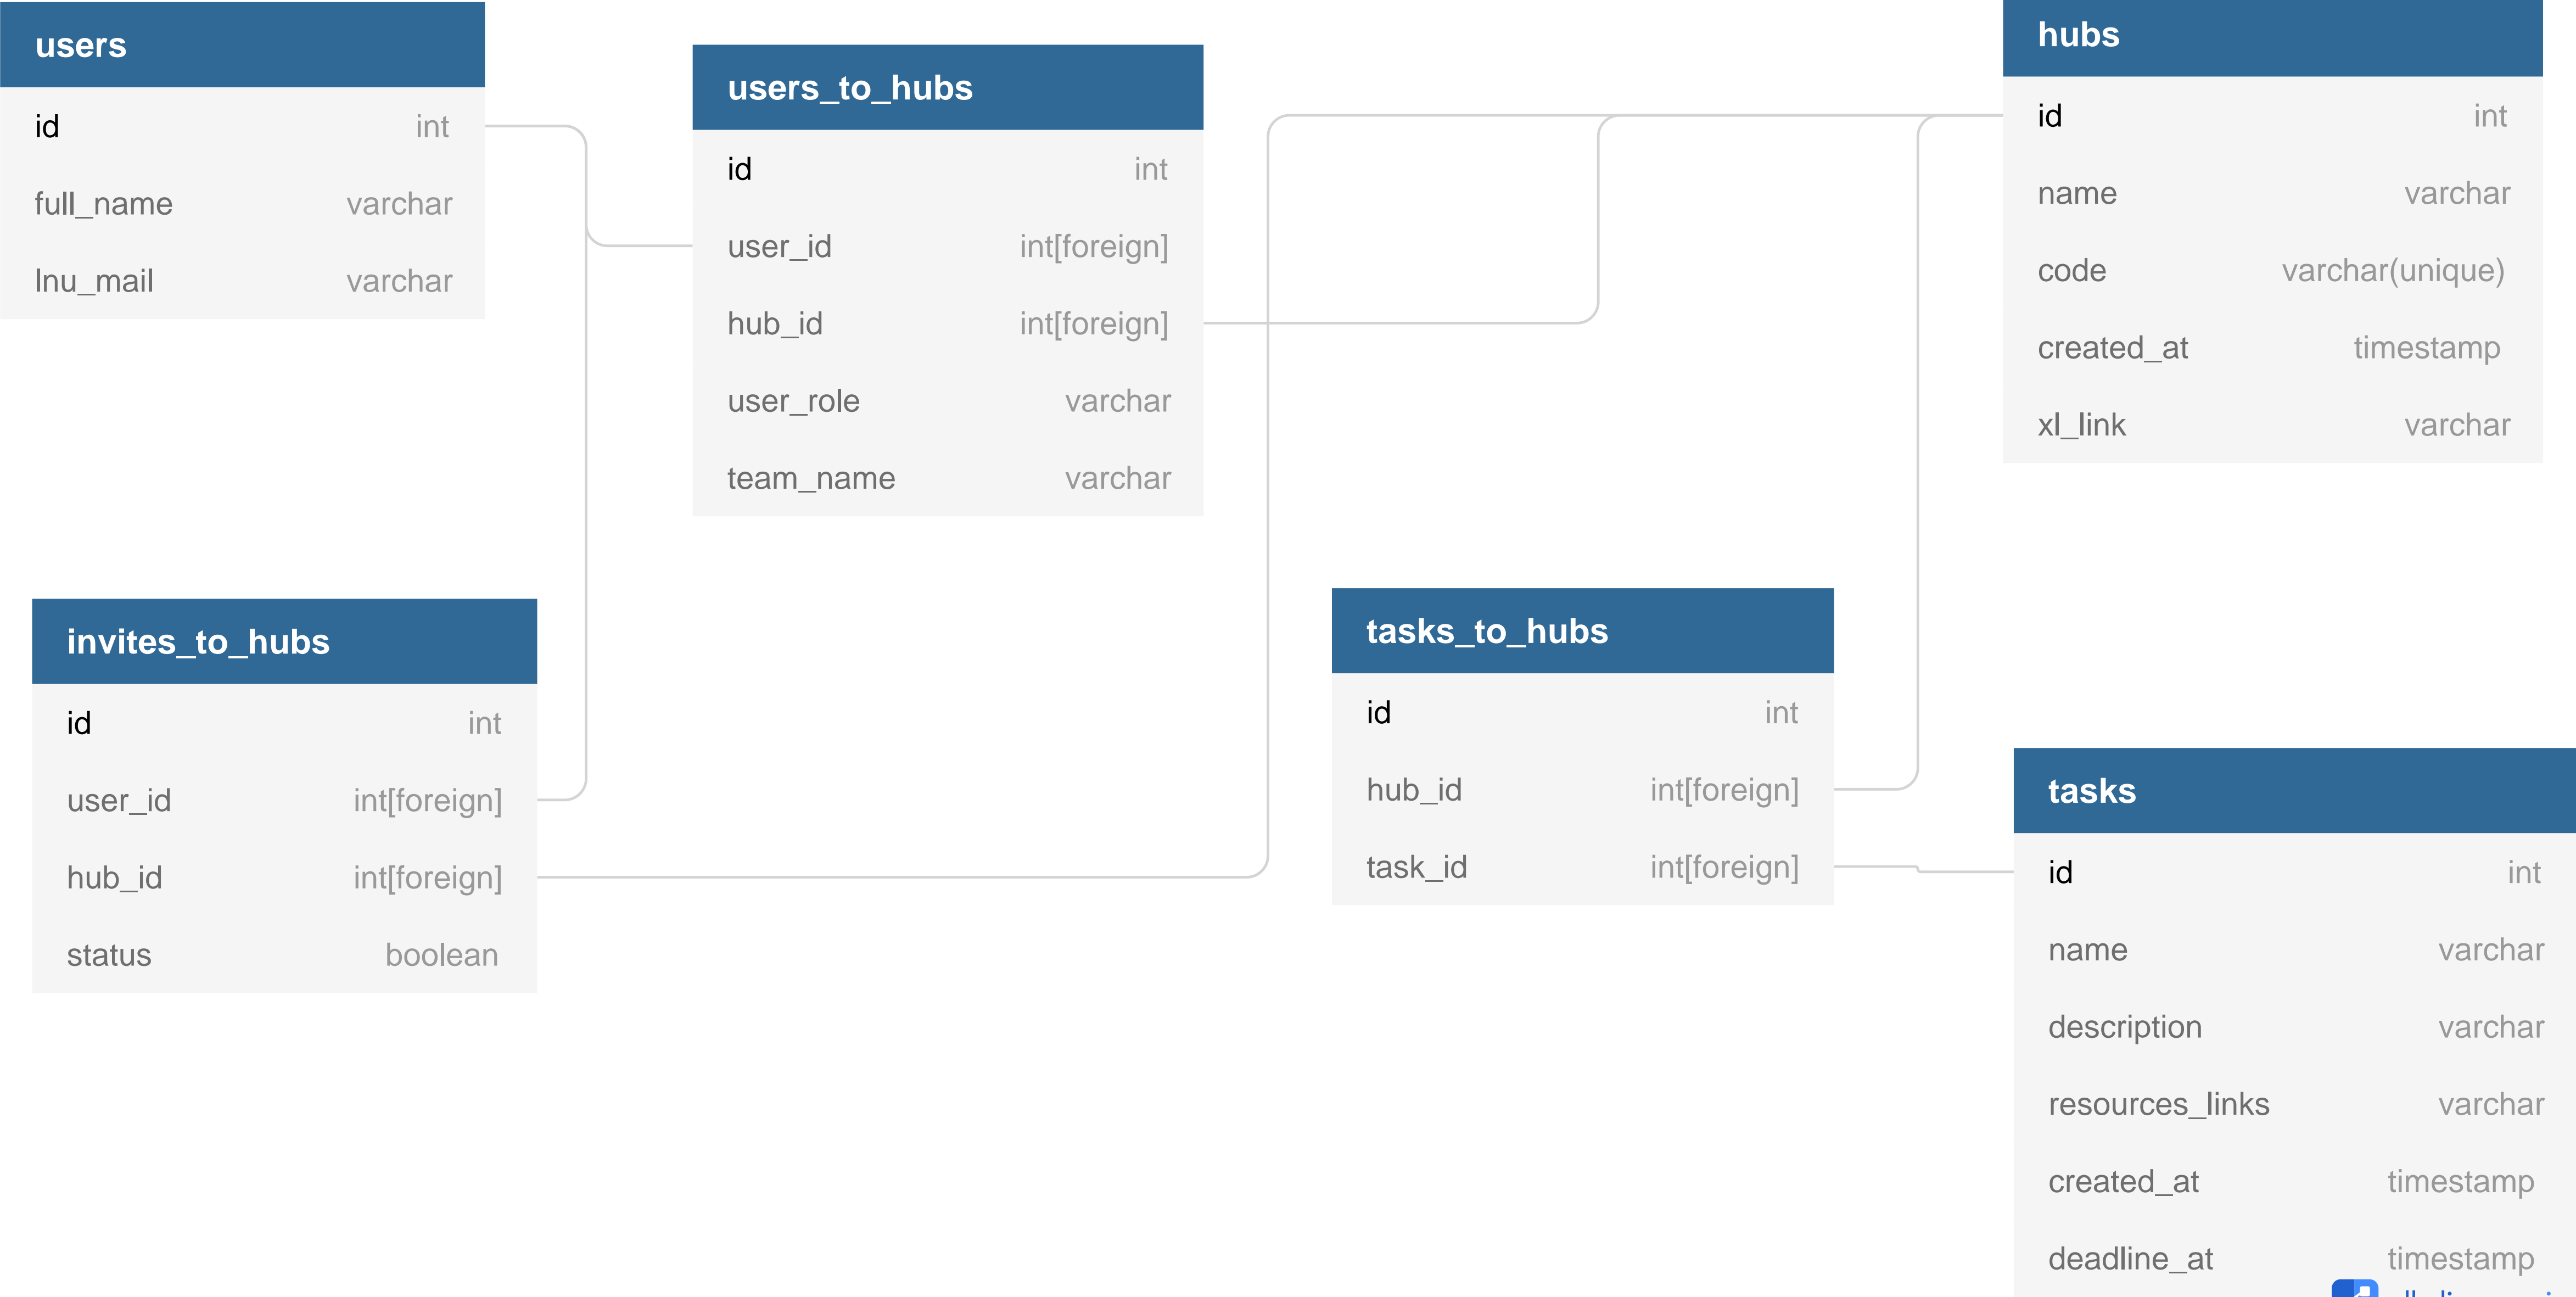 users
id int
full_name varchar
lnu_mail varchar
users_to_hubs
id int
user_id int[foreign]
hub_id int[foreign]
user_role varchar
team_name varchar
hubs
id int
name varchar
code varchar(unique)
created_at timestamp
xl_link varchar
invites_to_hubs
id int
user_id int[foreign]
hub_id int[foreign]
status boolean
tasks_to_hubs
id int
hub_id int[foreign]
task_id int[foreign]
tasks
id int
name varchar
description varchar
resources_links varchar
created_at timestamp
deadline_at timestamp